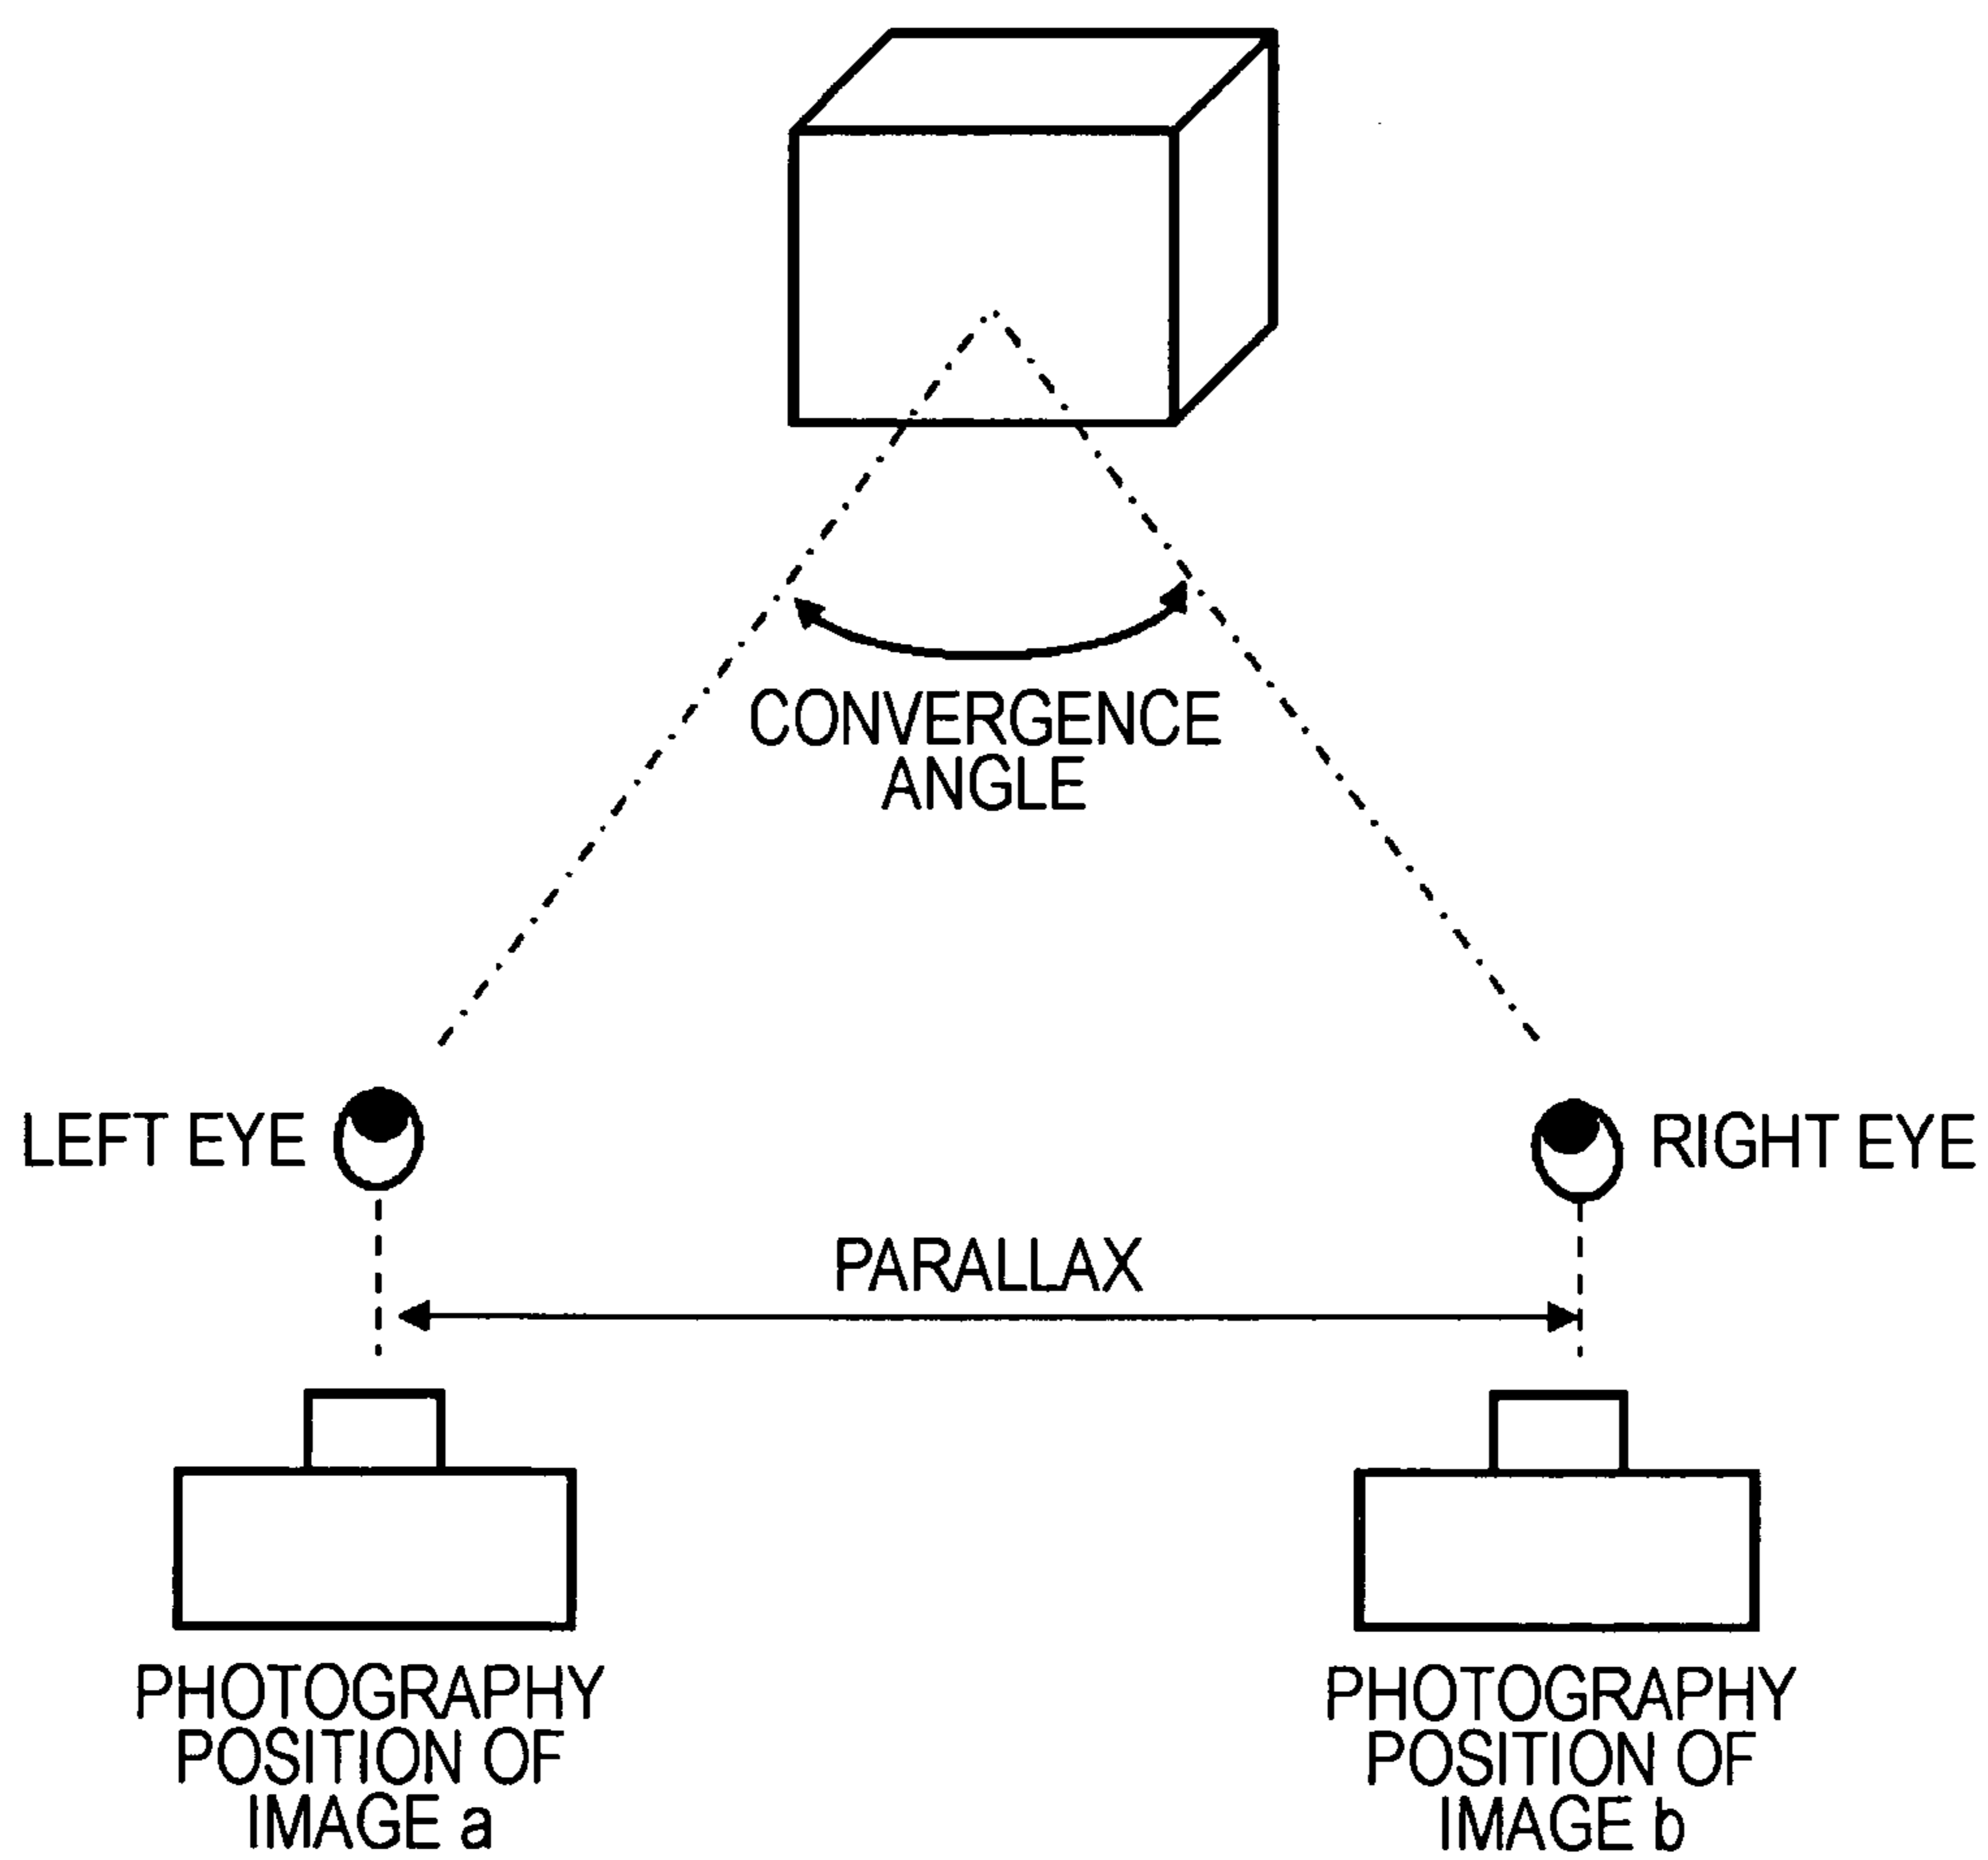 CONVERGENCE
ANGLE
LEFT EYE
RIGHT EYE
PARALLAX
PHOTOGRAPHY
POSITION OF
IMAGE a
PHOTOGRAPHY
POSITION OF
IMAGE b